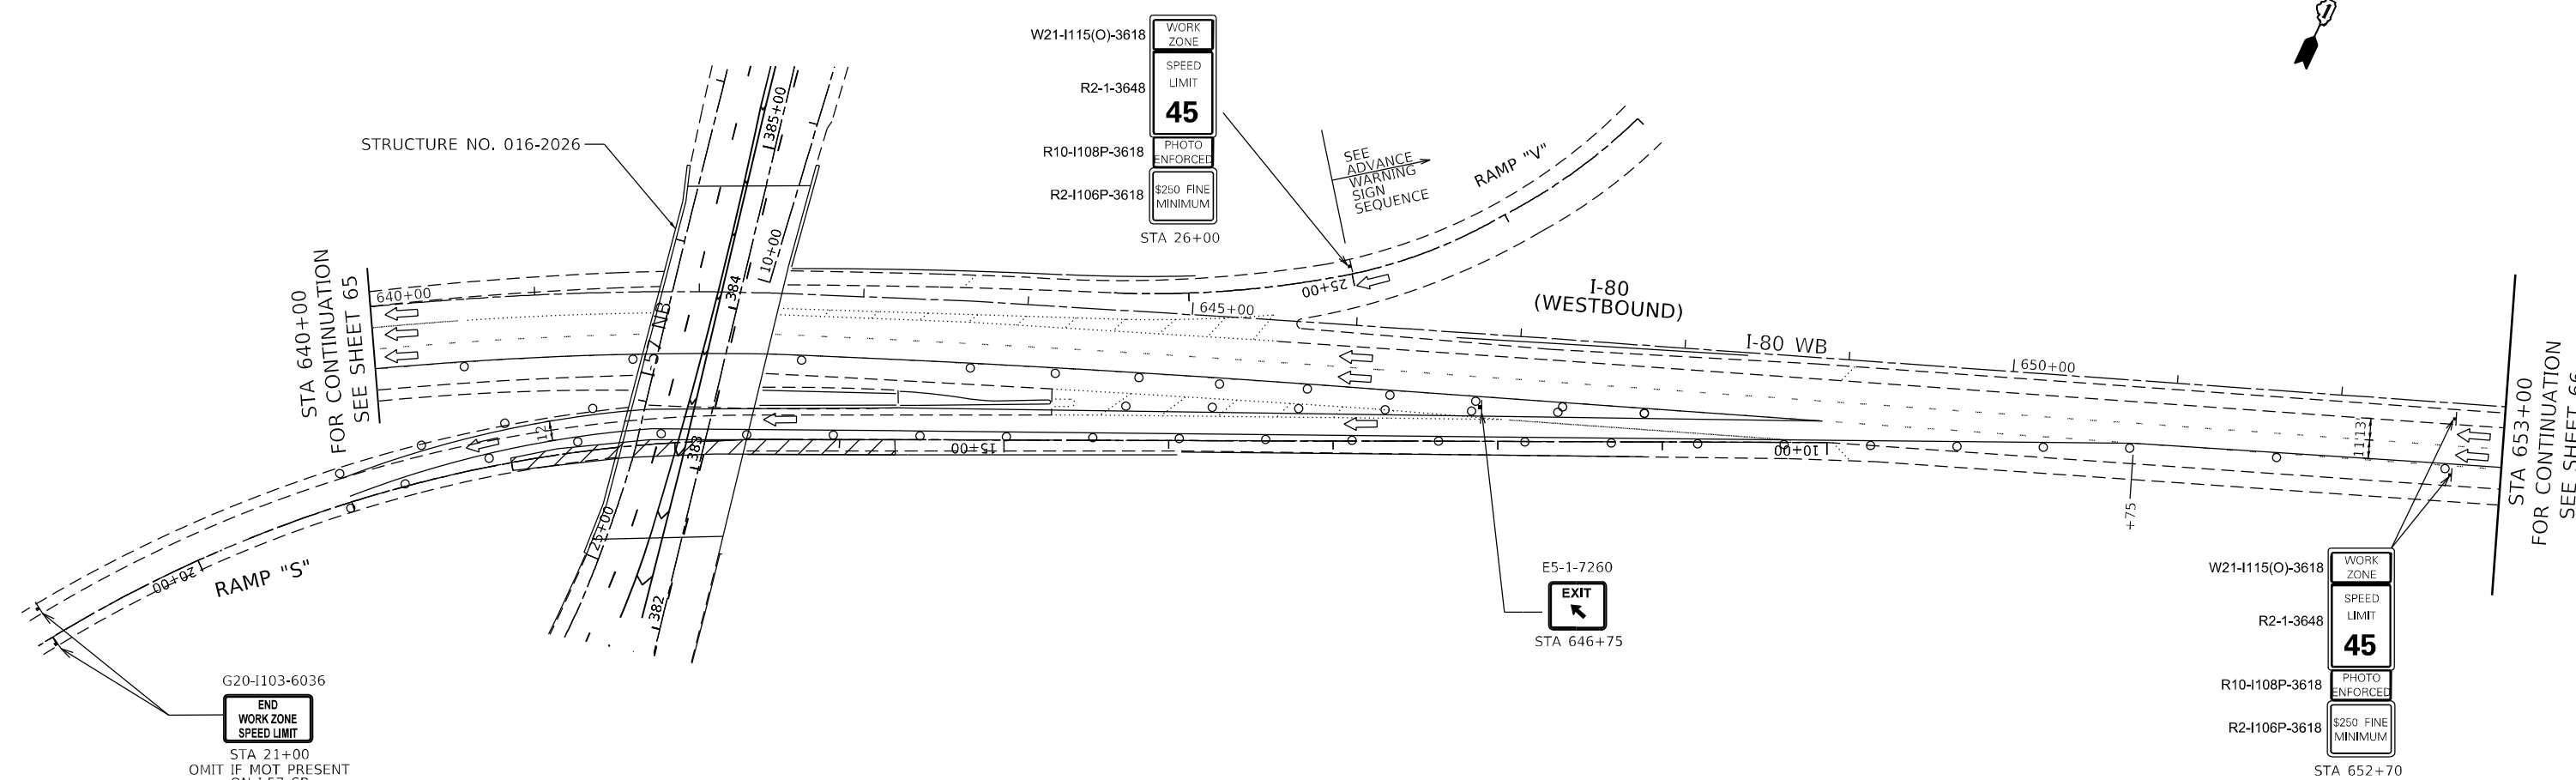 W21-I115(O)-3618
WORK
ZONE
R2-1-3648
SPEED
LIMIT
45
R10-I108P-3618
PHOTO
ENFORCED
R2-I106P-3618
$250 FINE
MINIMUM
STA 26+00
STRUCTURE NO. 016-2026
385+00
10+00
384
I-57 NB
383
382
25+00
SEE
ADVANCE
WARNING
SIGN
SEQUENCE
RAMP "V"
25+00
STA 640+00
FOR CONTINUATION
SEE SHEET 65
640+00
645+00
I-80
(WESTBOUND)
I-80 WB
650+00
12'
15+00
10+00
+75
11'
13'
STA 653+00
FOR CONTINUATION
SEE SHEET 66
20+00
RAMP "S"
E5-1-7260
EXIT
STA 646+75
G20-I103-6036
END
WORK ZONE
SPEED LIMIT
STA 21+00
OMIT IF MOT PRESENT
W21-I115(O)-3618
WORK
ZONE
R2-1-3648
SPEED
LIMIT
45
R10-I108P-3618
PHOTO
ENFORCED
R2-I106P-3618
$250 FINE
MINIMUM
STA 652+70